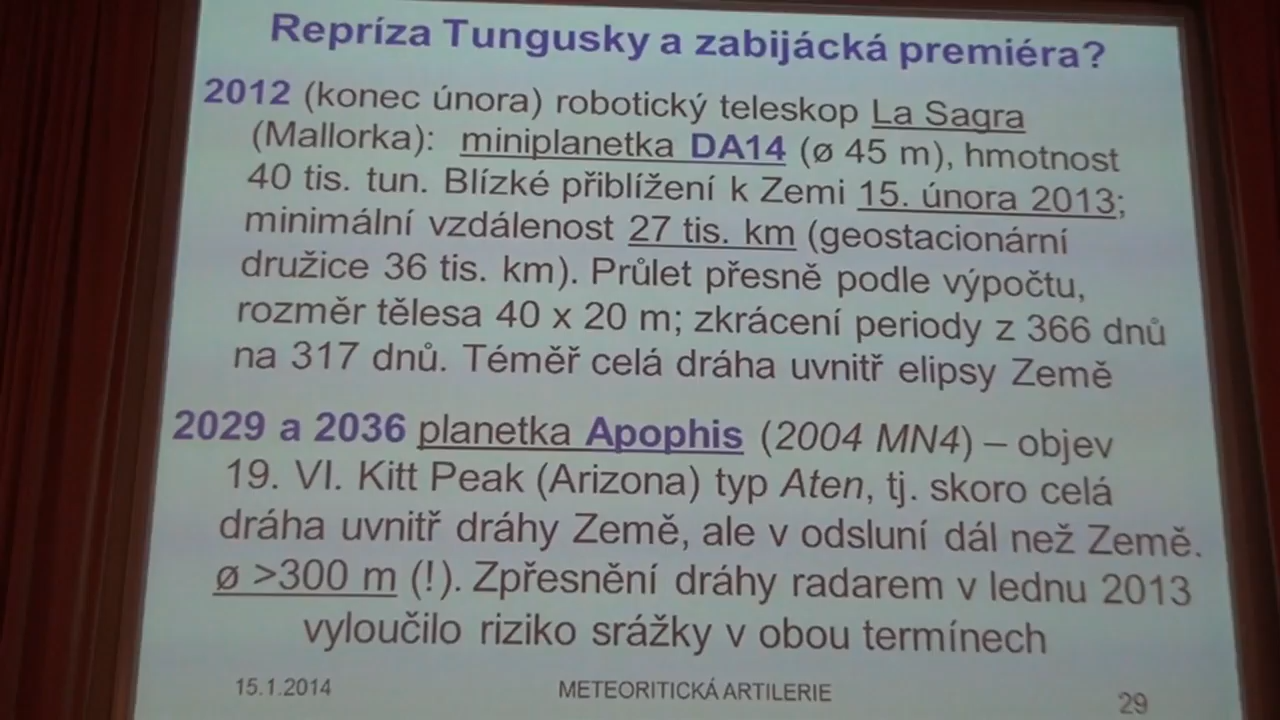 Repríza Tungusky a zabijácká premiéra?
2012 (konec února) robotický teleskop La Sagra
(Mallorka): miniplanetka DA14 (ø 45 m), hmotnost
40 tis. tun. Blízké přiblížení k Zemi 15. února 2013;
minimální vzdálenost 27 tis. km (geostacionární
družice 36 tis. km). Průlet přesně podle výpočtu,
rozměr tělesa 40 x 20 m; zkrácení periody z 366 dnů
na 317 dnů. Téměř celá dráha uvnitř elipsy Země
2029 a 2036 planetka Apophis (2004 MN4) – objev
19. VI. Kitt Peak (Arizona) typ Aten, tj. skoro celá
dráha uvnitř dráhy Země, ale v odsluní dál než Země.
ø >300 m (!). Zpřesnění dráhy radarem v lednu 2013
vyloučilo riziko srážky v obou termínech
15.1.2014 METEORITICKÁ ARTILERIE 29